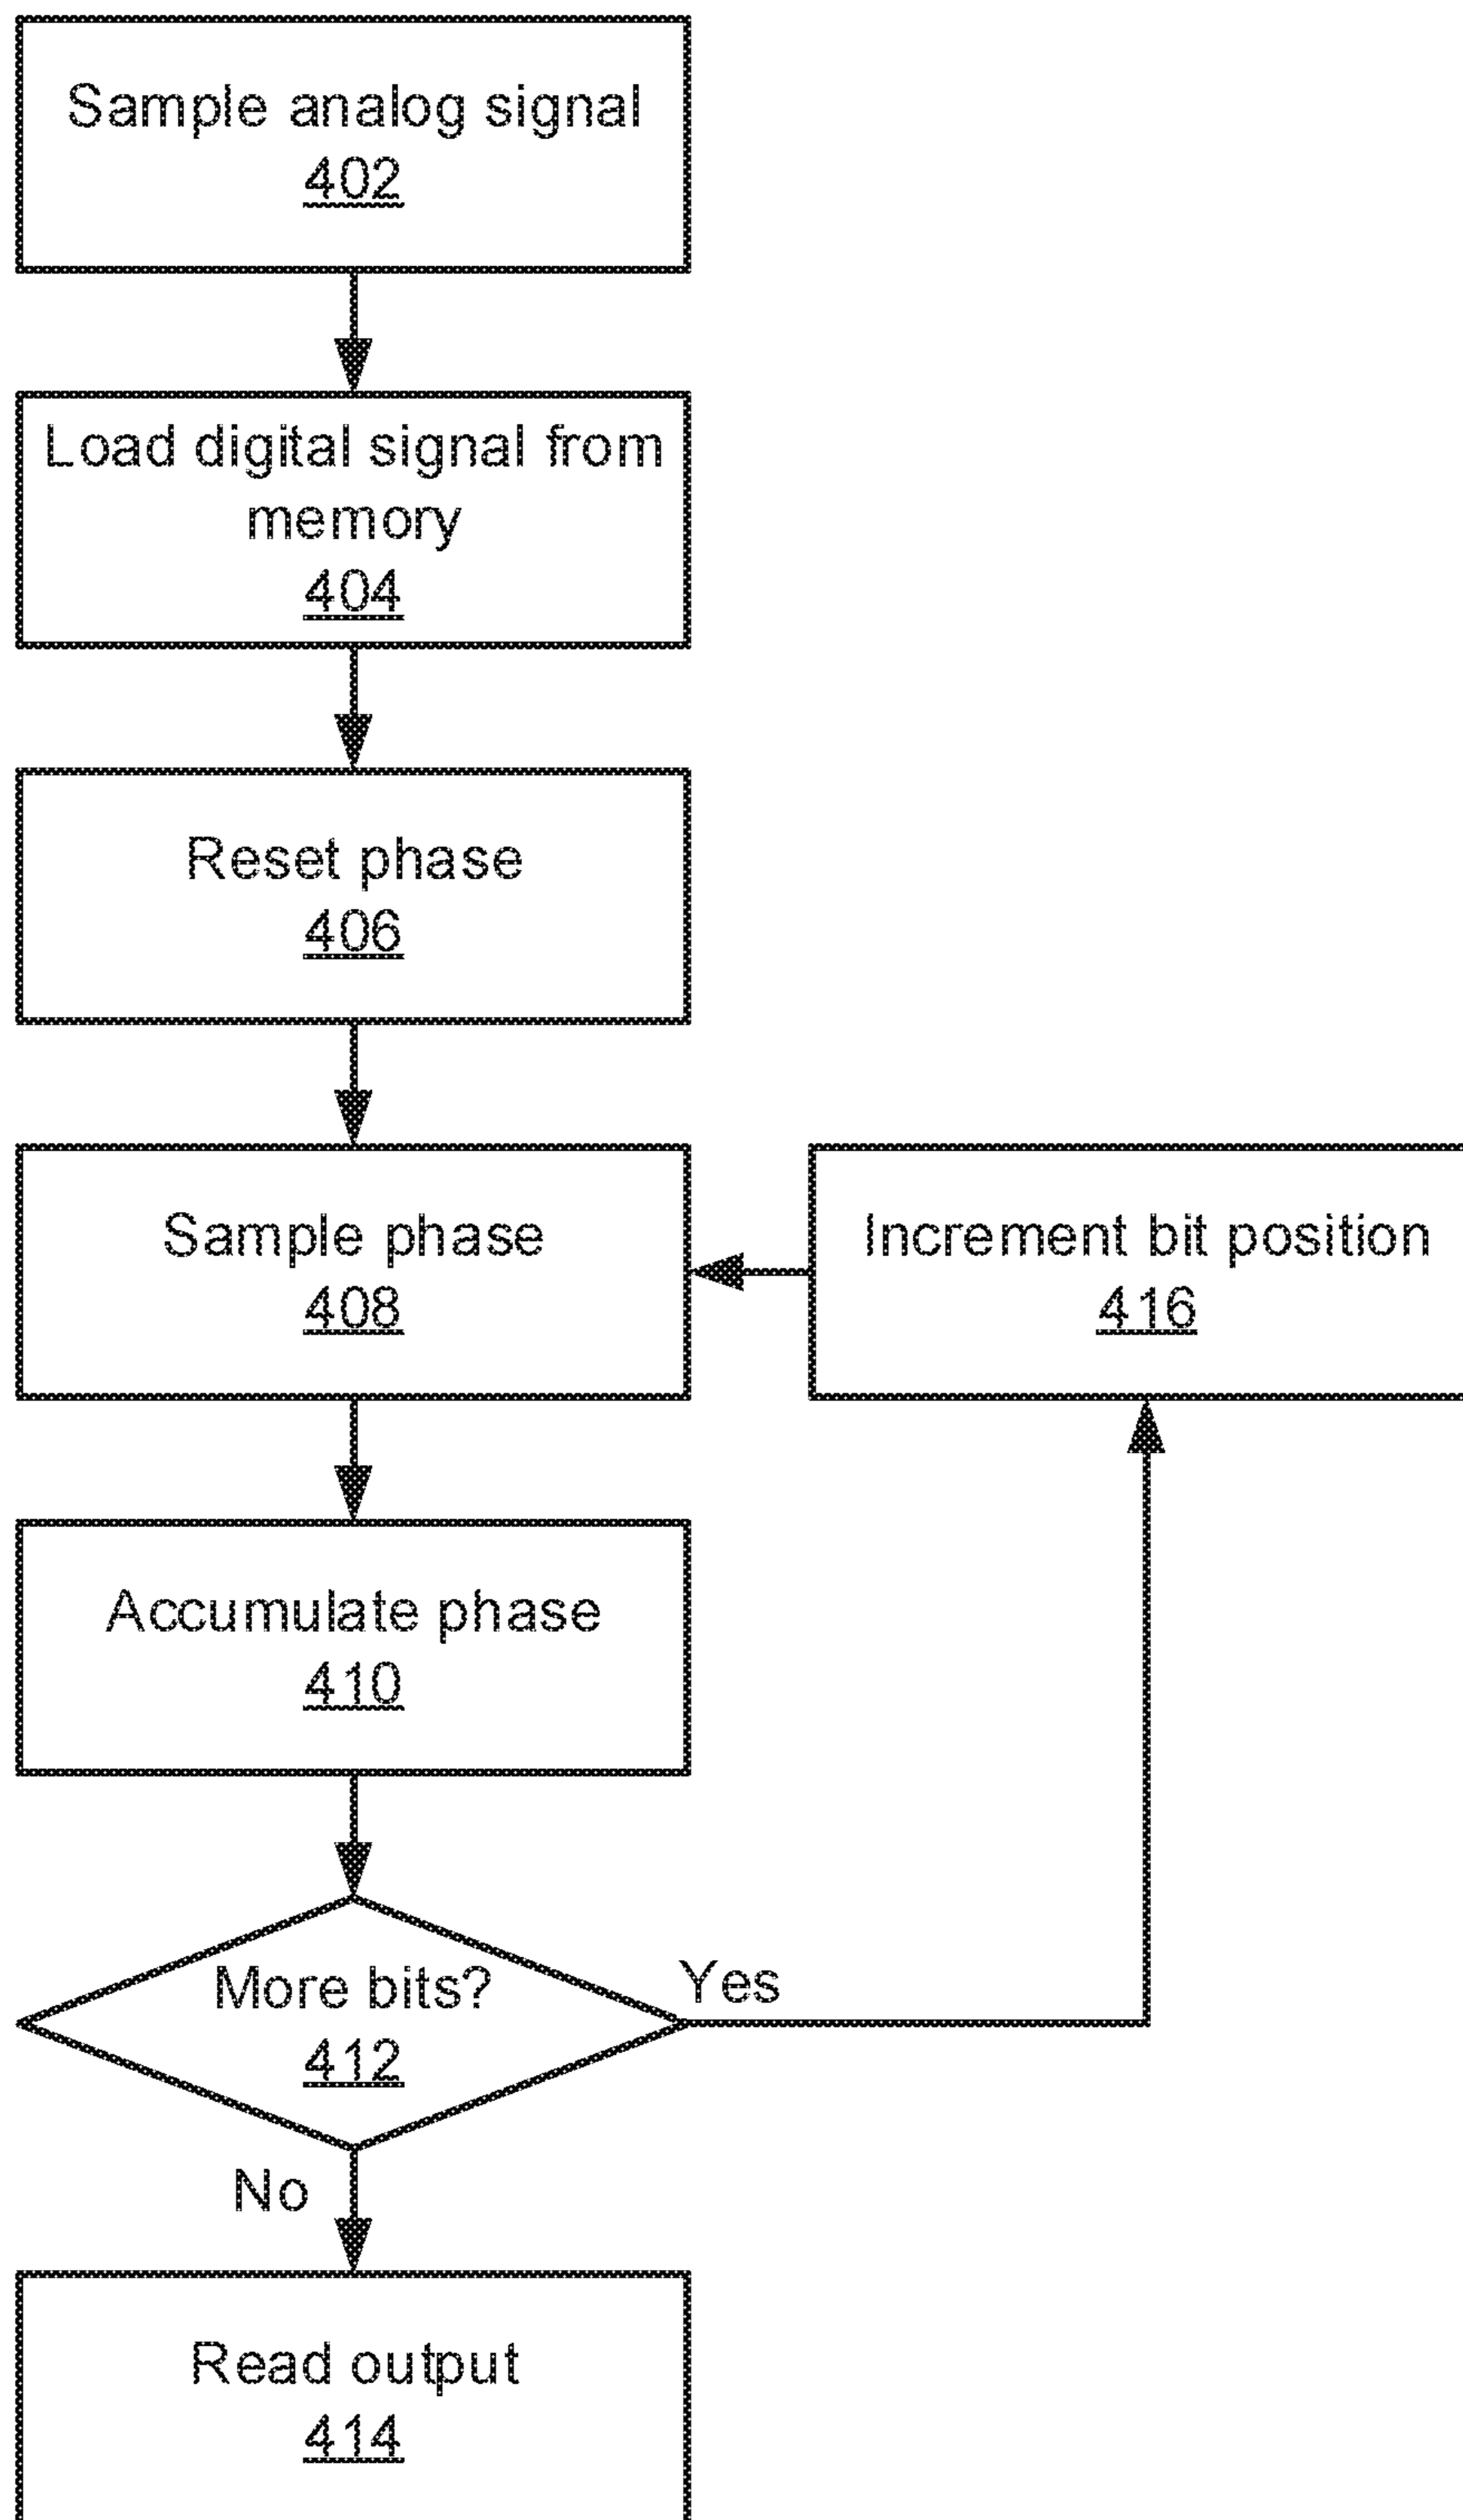 Sample analog signal
402
Load digital signal from
memory
404
Reset phase
406
Sample phase
408
Increment bit position
416
Accumulate phase
410
More bits?
412
Yes
No
Read output
414